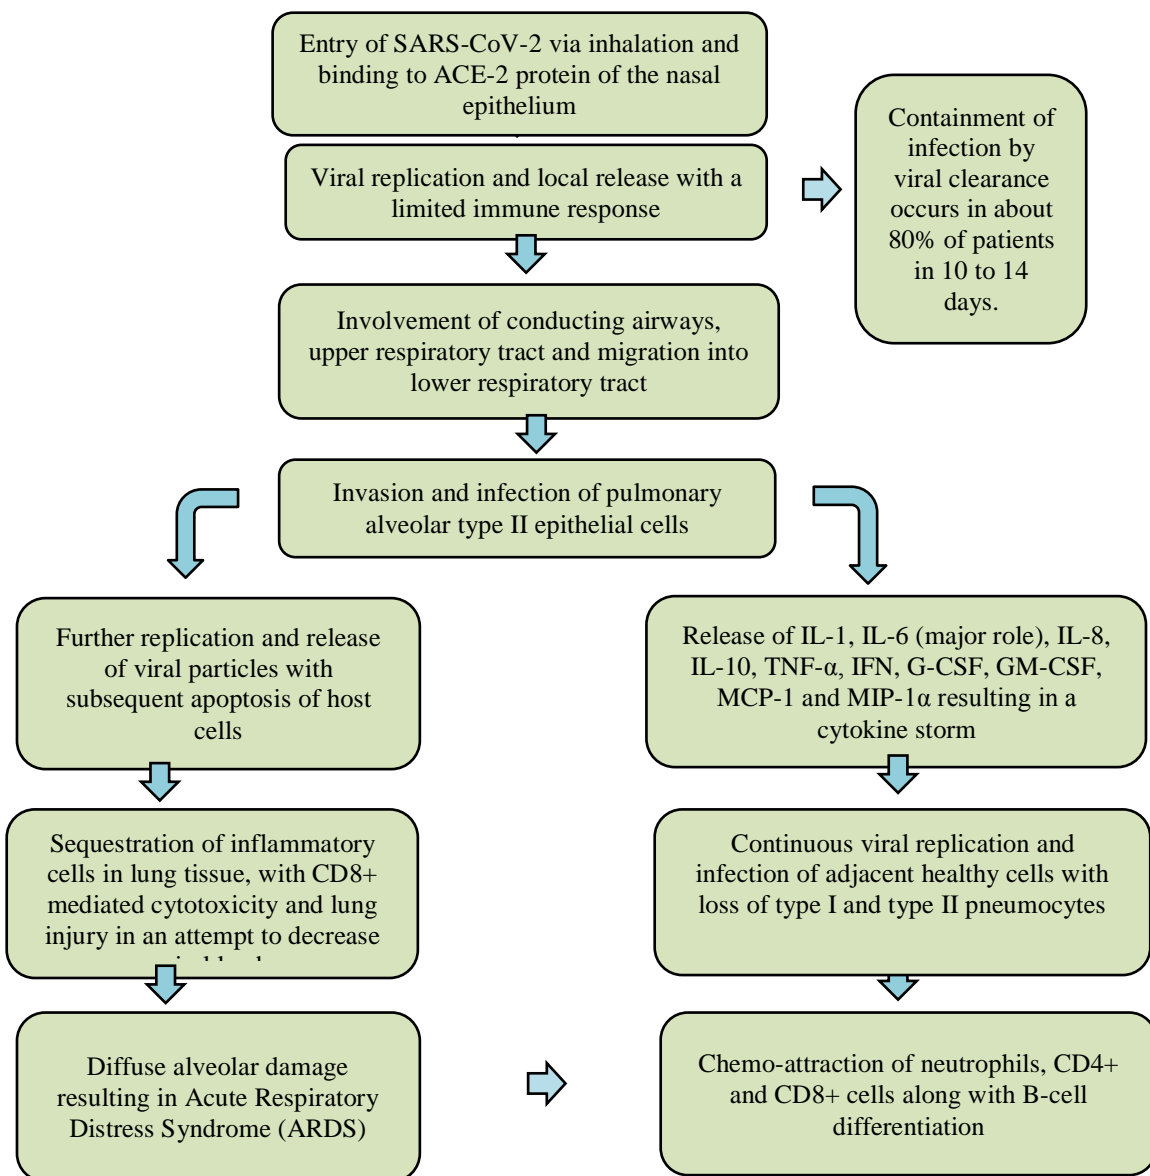 Entry of SARS-CoV-2 via inhalation and
binding to ACE-2 protein of the nasal
epithelium
Containment of
infection by
viral clearance
occurs in about
80% of patients
in 10 to 14
days.
Viral replication and local release with a
limited immune response
Involvement of conducting airways,
upper respiratory tract and migration into
lower respiratory tract
Invasion and infection of pulmonary
alveolar type II epithelial cells
Further replication and release
of viral particles with
subsequent apoptosis of host
cells
Release of IL-1, IL-6 (major role), IL-8,
IL-10, TNF-α, IFN, G-CSF, GM-CSF,
MCP-1 and MIP-1α resulting in a
cytokine storm
Sequestration of inflammatory
cells in lung tissue, with CD8+
mediated cytotoxicity and lung
injury in an attempt to decrease
Continuous viral replication and
infection of adjacent healthy cells with
loss of type I and type II pneumocytes
Diffuse alveolar damage
resulting in Acute Respiratory
Distress Syndrome (ARDS)
Chemo-attraction of neutrophils, CD4+
and CD8+ cells along with B-cell
differentiation